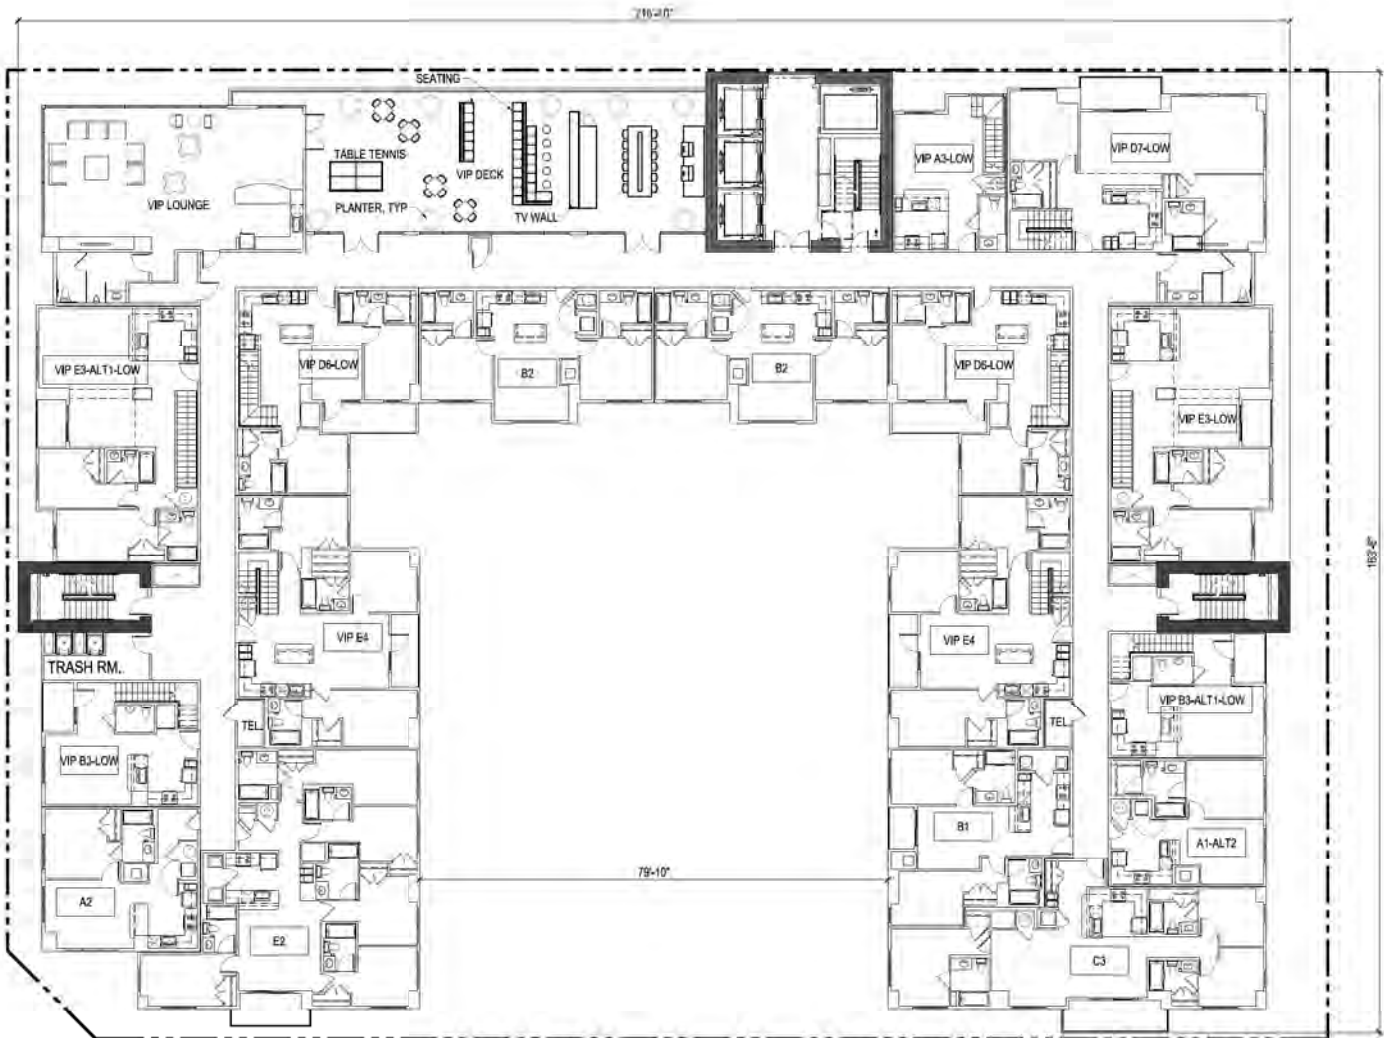 216'-10"
SEATING
TABLE TENNIS
VIP DECK
VIP LOUNGE
PLANTER, TYP
TV WALL
VIP A3-LOW
VIP D7-LOW
VIP E3-ALT1-LOW
VIP D6-LOW
B2
B2
VIP D6-LOW
VIP E3-LOW
VIP E4
VIP E4
TRASH RM.
TEL
TEL
VIP B3-LOW
VIP B3-ALT1-LOW
B1
A1-ALT2
79'-10"
A2
E2
C3